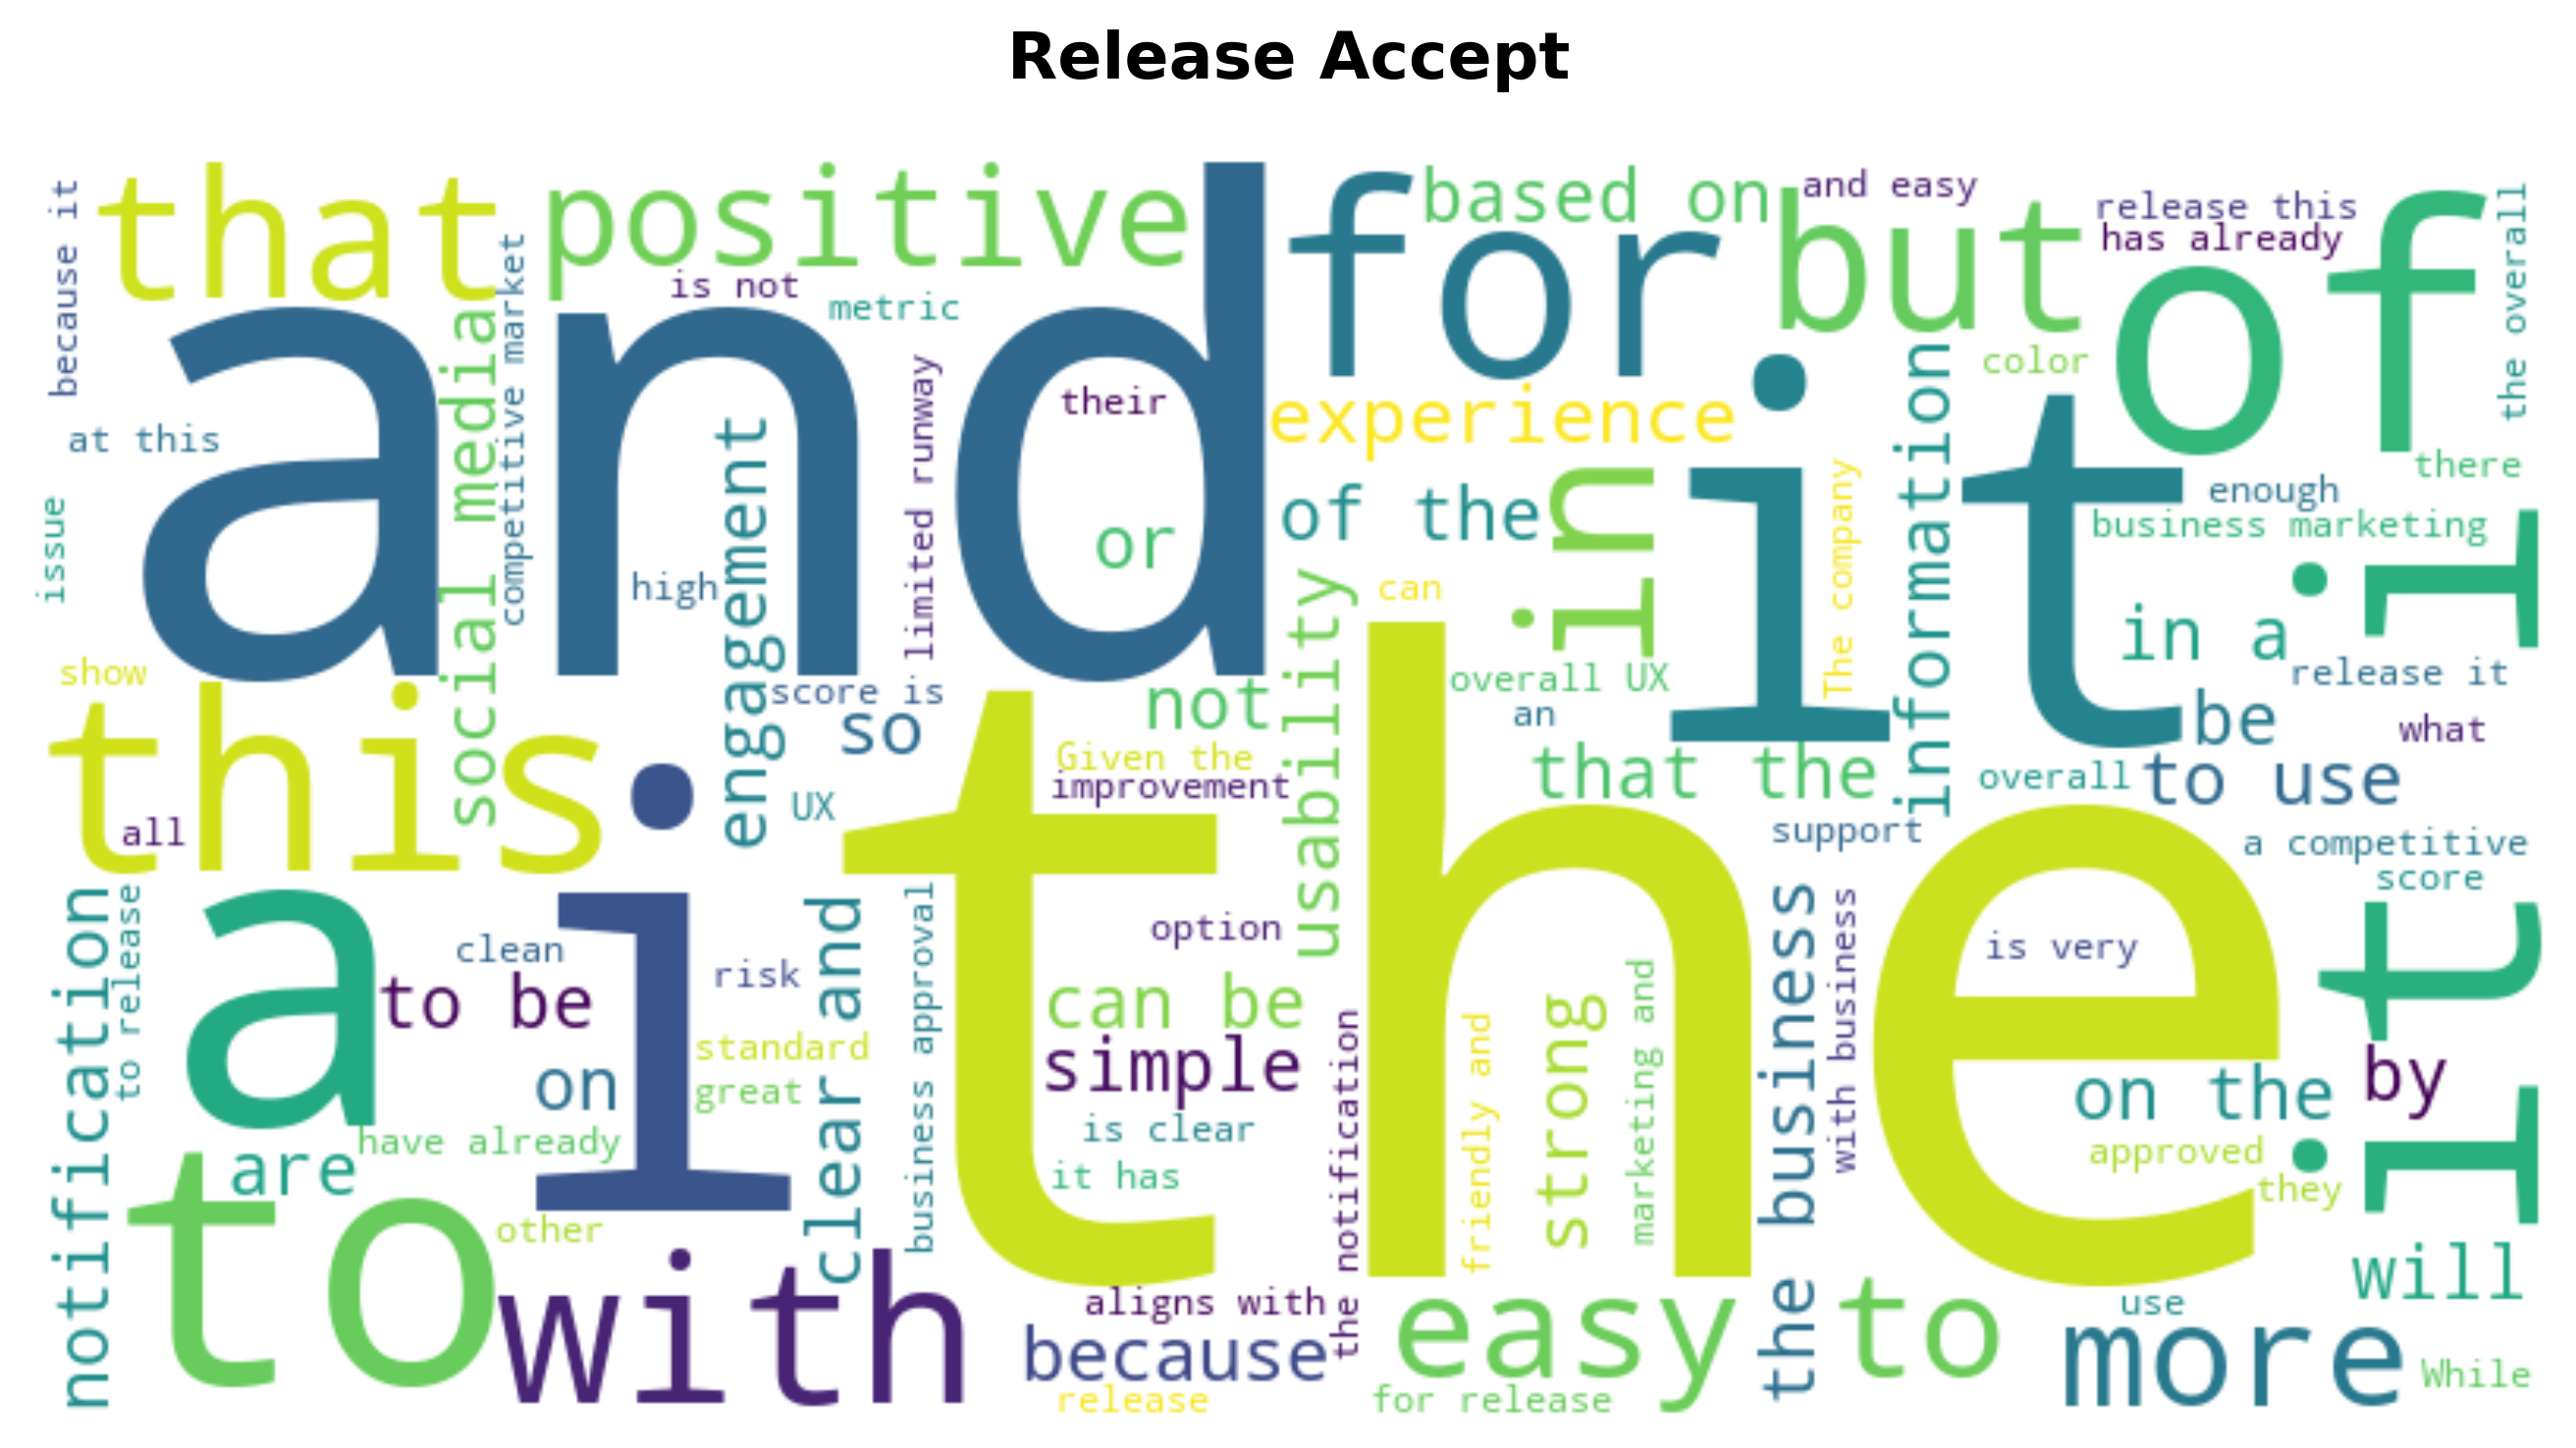 Release Accept
because it
that
positive
is not
metric
for
based on
and easy
but
release this
has already
of
the overall
and
their
at this
social media
competitive market
limited runway
experience
color
information
there
issue
high
engagement
or
of the
in
it
The company
enough
business marketing
i
can
usability
in a
show
score is
so
not
overall UX
an
release it
be
what
this
all
Given the
improvement
that the
overall
to use
UX
support
a competitive
score
the
notification
to release
a
clean
to be
i
risk
clear and
business approval
option
strong
the business
with business
is very
it
on
standard
great
can be
simple
the notification
friendly and
marketing and
on the
by
have already
are
is clear
it has
approved
they
to
other
with
aligns with
because
release
easy to
for release
use
will
more
While